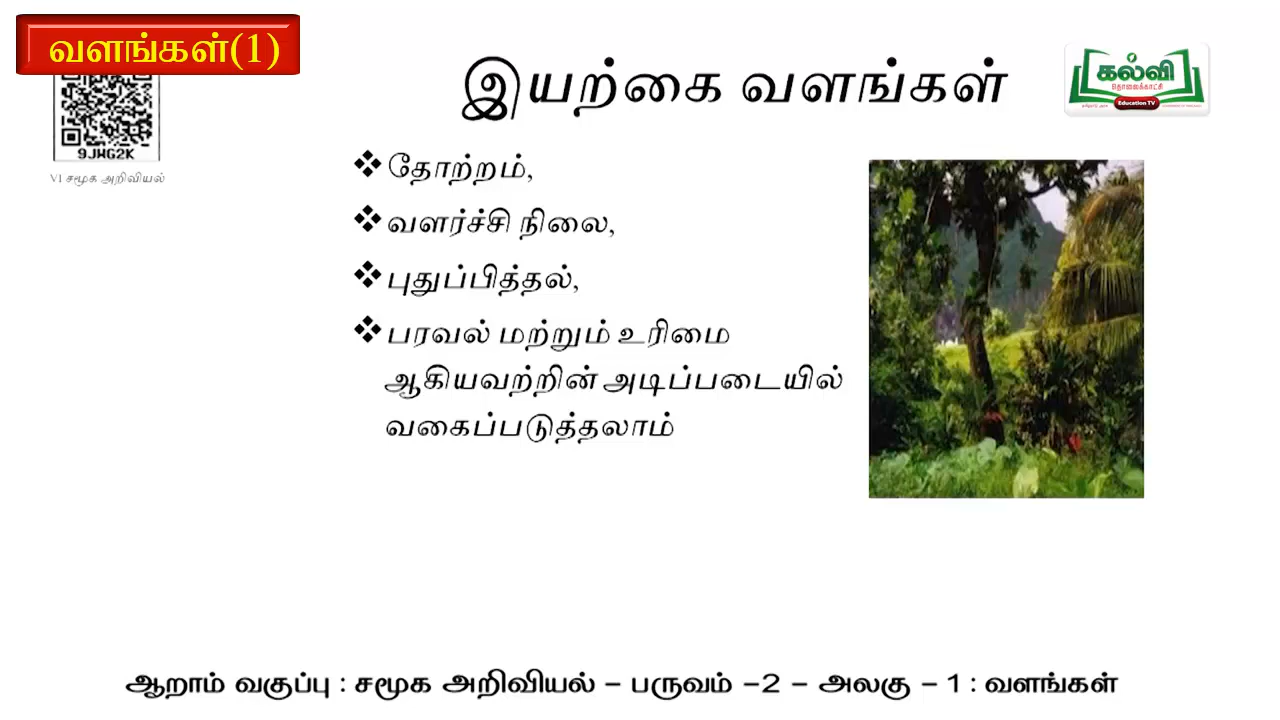 வளங்கள்(1)
இயற்கை வளங்கள்
கல்வி
தொலைக்காட்சி
Education TV
9JWG2K
VI சமூக அறிவியல்
❖தோற்றம்,
❖வளர்ச்சி நிலை,
❖புதுப்பித்தல்,
❖பரவல் மற்றும் உரிமை
ஆகியவற்றின் அடிப்படையில்
வகைப்படுத்தலாம்
ஆறாம் வகுப்பு : சமூக அறிவியல் – பருவம் –2 – அலகு – 1 : வளங்கள்